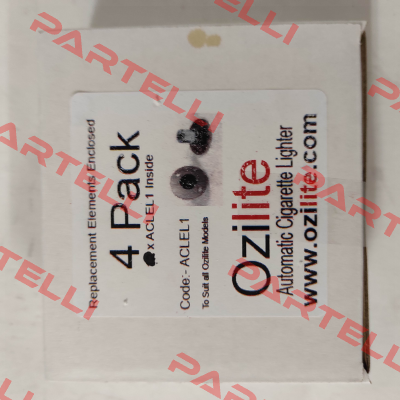 Replacement Elements Enclosed
4 Pack
x ACLEL1 Inside
Code:- ACLEL1
To Suit all Ozilite Models
Ozilite
Automatic Cigarette Lighter
www.ozilite.com
PARTELLI
PARTELLI
PARTELLI
PARTELLI
PARTELLI